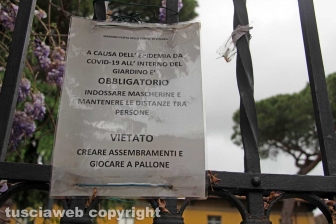 A CAUSA DELL' EPIDEMIA DA
COVID-19 ALL' INTERNO DEL
GIARDINO E'
OBBLIGATORIO
INDOSSARE MASCHERINE E
MANTENERE LE DISTANZE TRA
PERSONE
VIETATO
CREARE ASSEMBRAMENTI E
GIOCARE A PALLONE
tusciaweb copyright ©